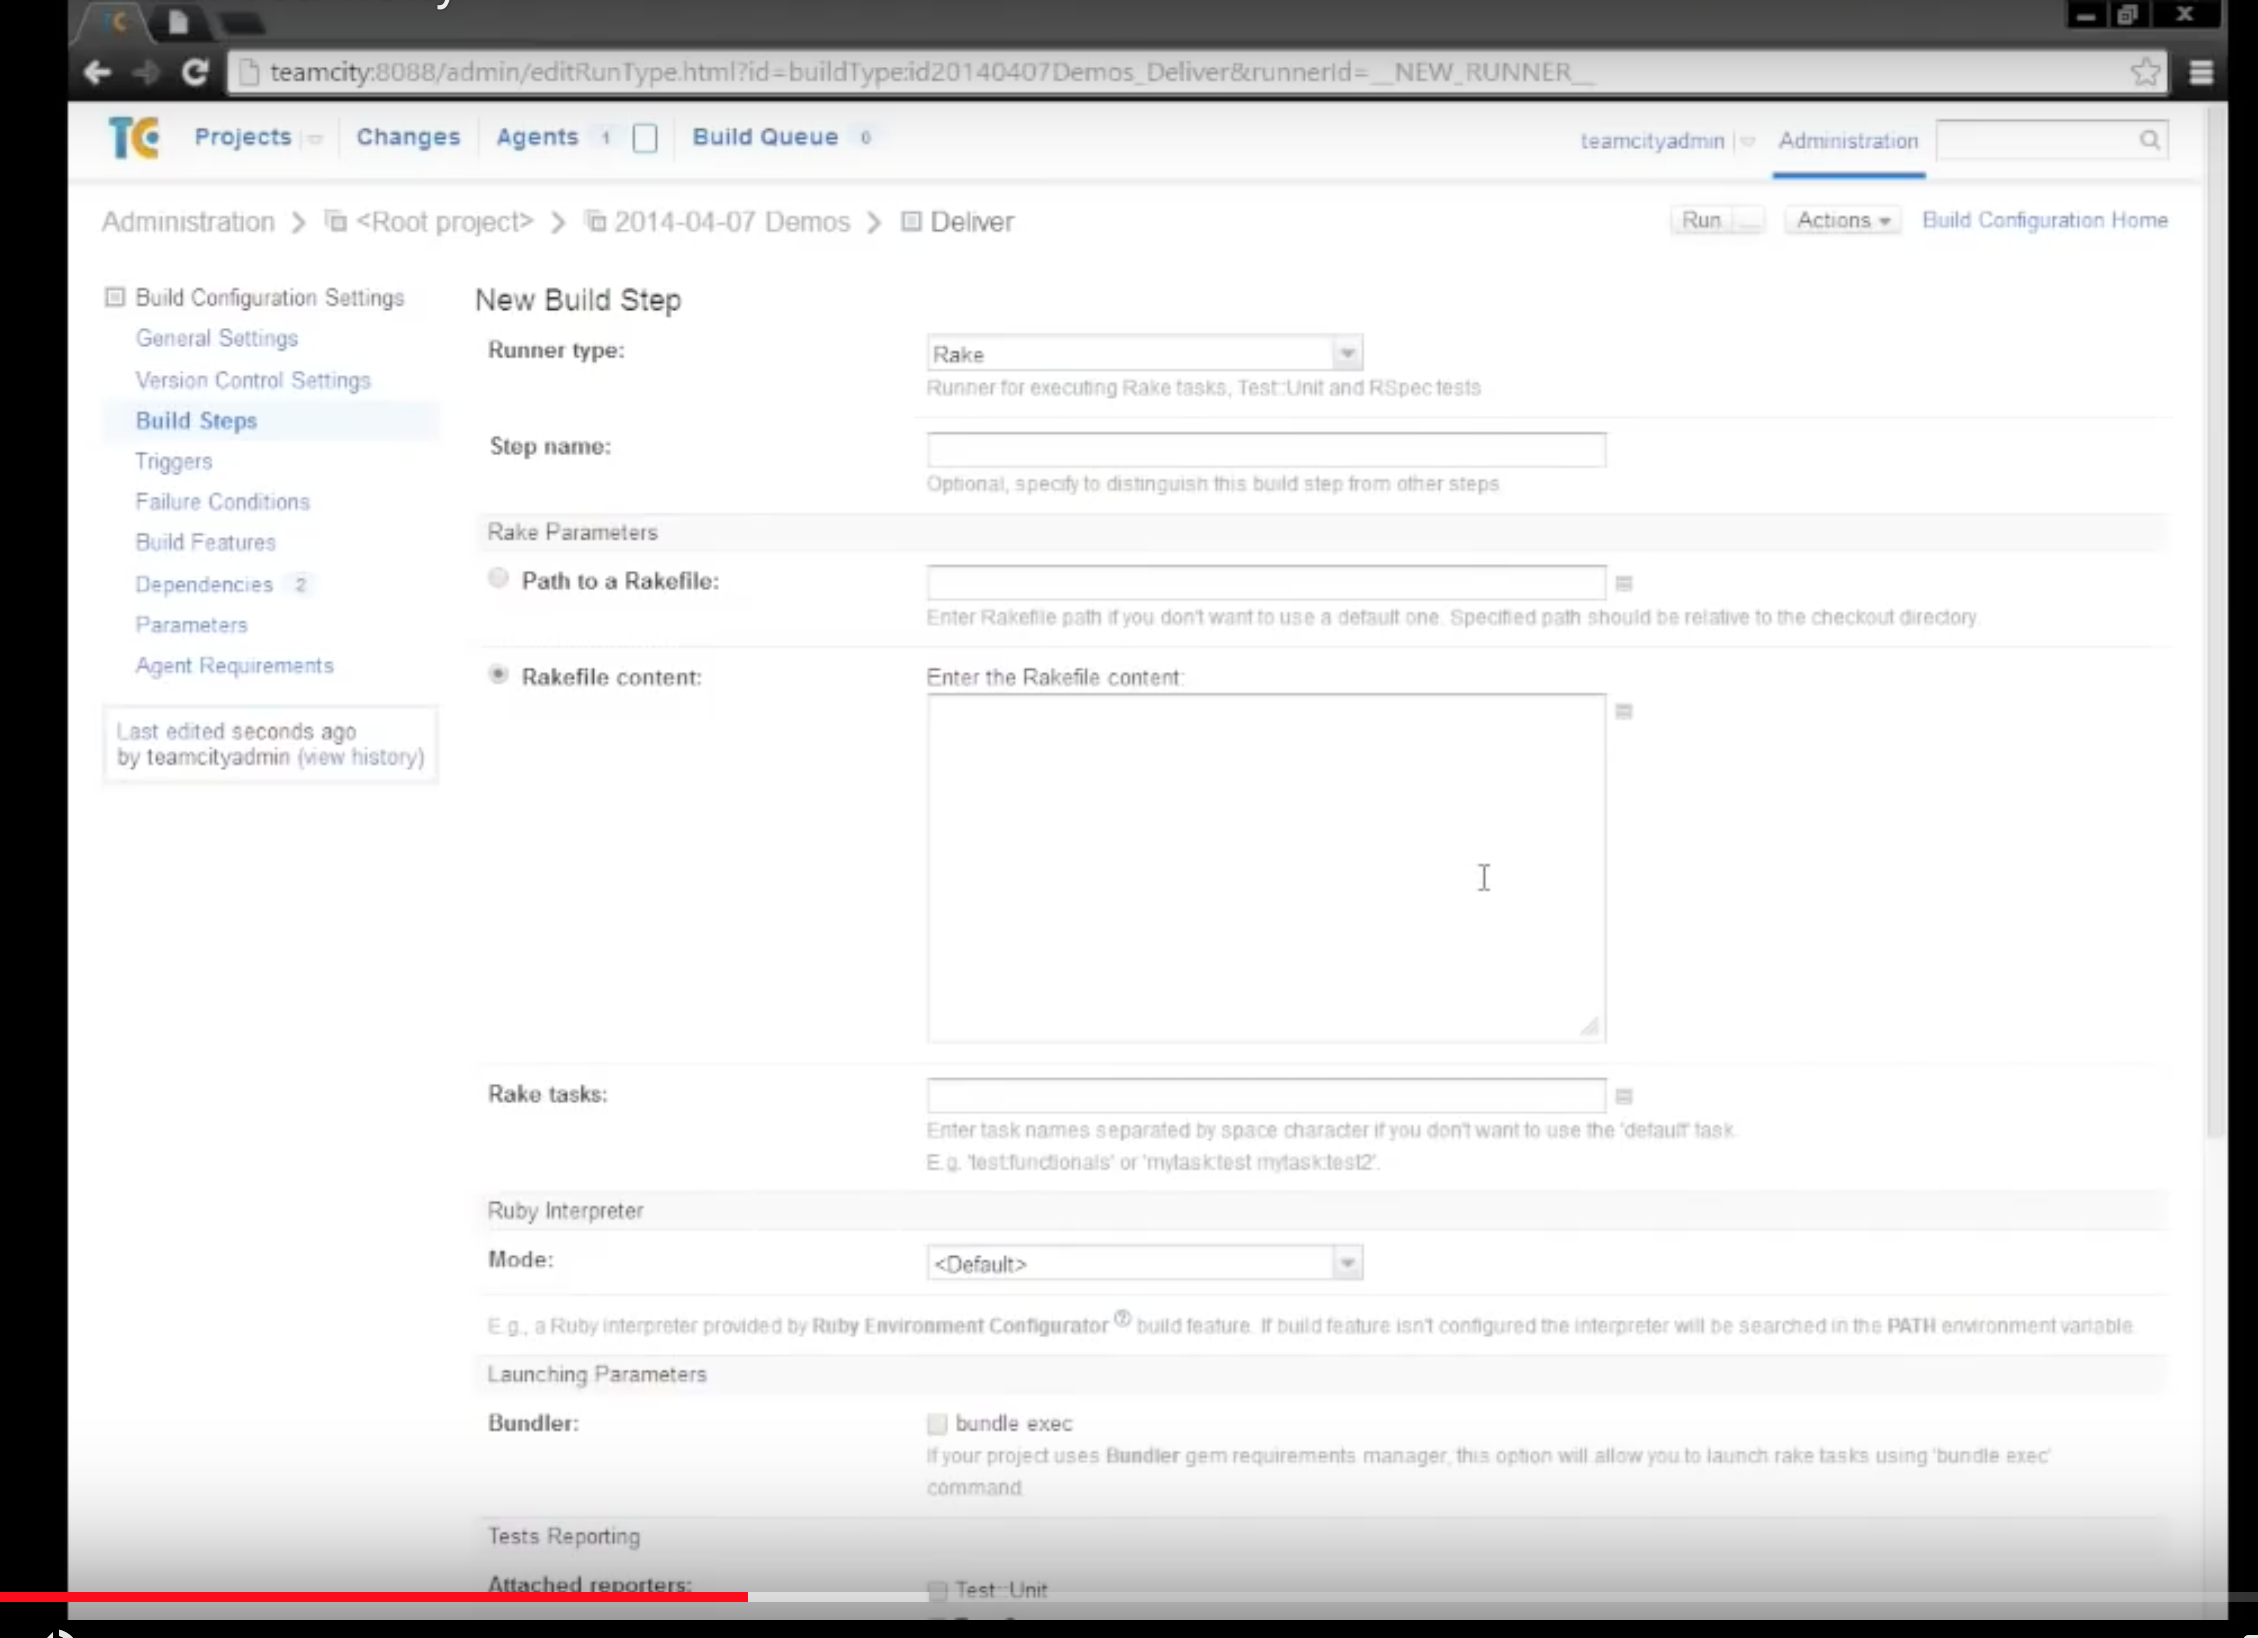 teamcity:8088/admin/editRunType.html?id=buildType:id20140407Demos_Deliver&runnerId=__NEW_RUNNER__
TC Projects Changes Agents 1 Build Queue 0 teamcityadmin Administration
Administration > <Root project> > 2014-04-07 Demos > Deliver Run ... Actions Build Configuration Home
Build Configuration Settings
General Settings
Version Control Settings
Build Steps
Triggers
Failure Conditions
Build Features
Dependencies 2
Parameters
Agent Requirements
Last edited seconds ago
by teamcityadmin (view history)
New Build Step
Runner type: Rake
Runner for executing Rake tasks, Test::Unit and RSpec tests
Step name:
Optional, specify to distinguish this build step from other steps
Rake Parameters
Path to a Rakefile:
Enter Rakefile path if you don't want to use a default one. Specified path should be relative to the checkout directory.
Rakefile content: Enter the Rakefile content:
Rake tasks:
Enter task names separated by space character if you don't want to use the 'default' task.
E.g. 'test:functionals' or 'mytask:test mytask:test2'.
Ruby Interpreter
Mode: <Default>
E.g., a Ruby interpreter provided by Ruby Environment Configurator ? build feature. If build feature isn't configured the interpreter will be searched in the PATH environment variable.
Launching Parameters
Bundler: bundle exec
If your project uses Bundler gem requirements manager, this option will allow you to launch rake tasks using 'bundle exec'
command.
Tests Reporting
Attached reporters: Test::Unit